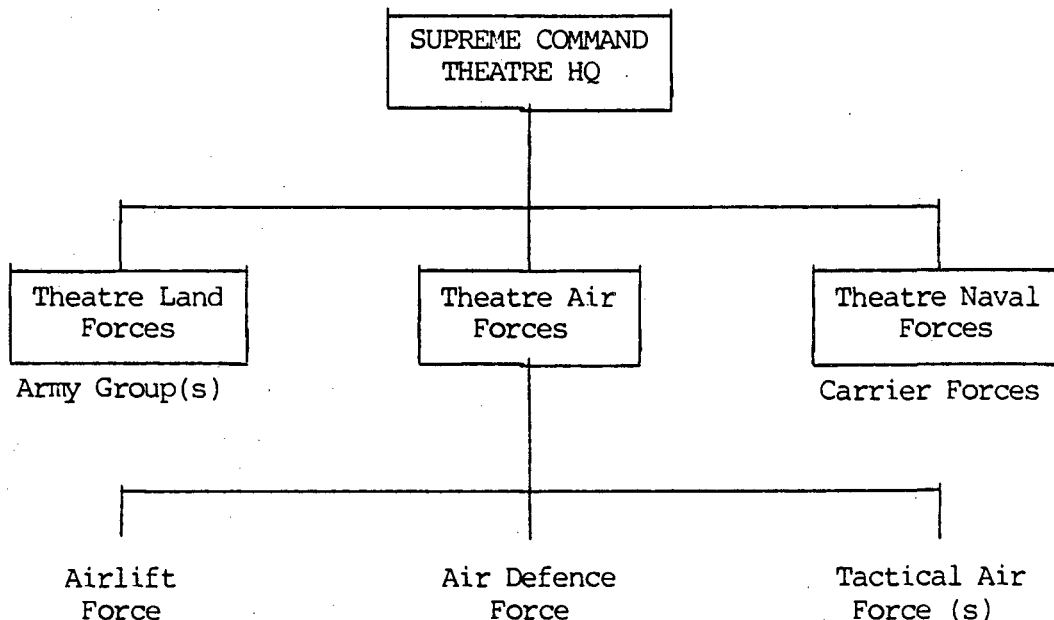 SUPREME COMMAND
THEATRE HQ
Theatre Land
Forces
Army Group(s)
Theatre Air
Forces
Theatre Naval
Forces
Carrier Forces
Airlift
Force
Air Defence
Force
Tactical Air
Force (s)